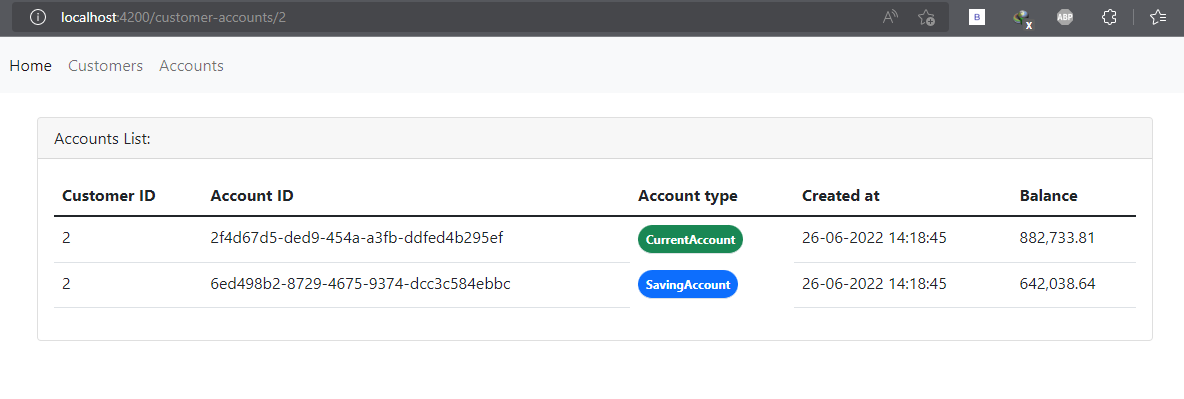 localhost:4200/customer-accounts/2
Home Customers Accounts
Accounts List:
Customer ID Account ID Account type Created at Balance
2 2f4d67d5-ded9-454a-a3fb-ddfed4b295ef CurrentAccount 26-06-2022 14:18:45 882,733.81
2 6ed498b2-8729-4675-9374-dcc3c584ebbc SavingAccount 26-06-2022 14:18:45 642,038.64
B
x
ABP